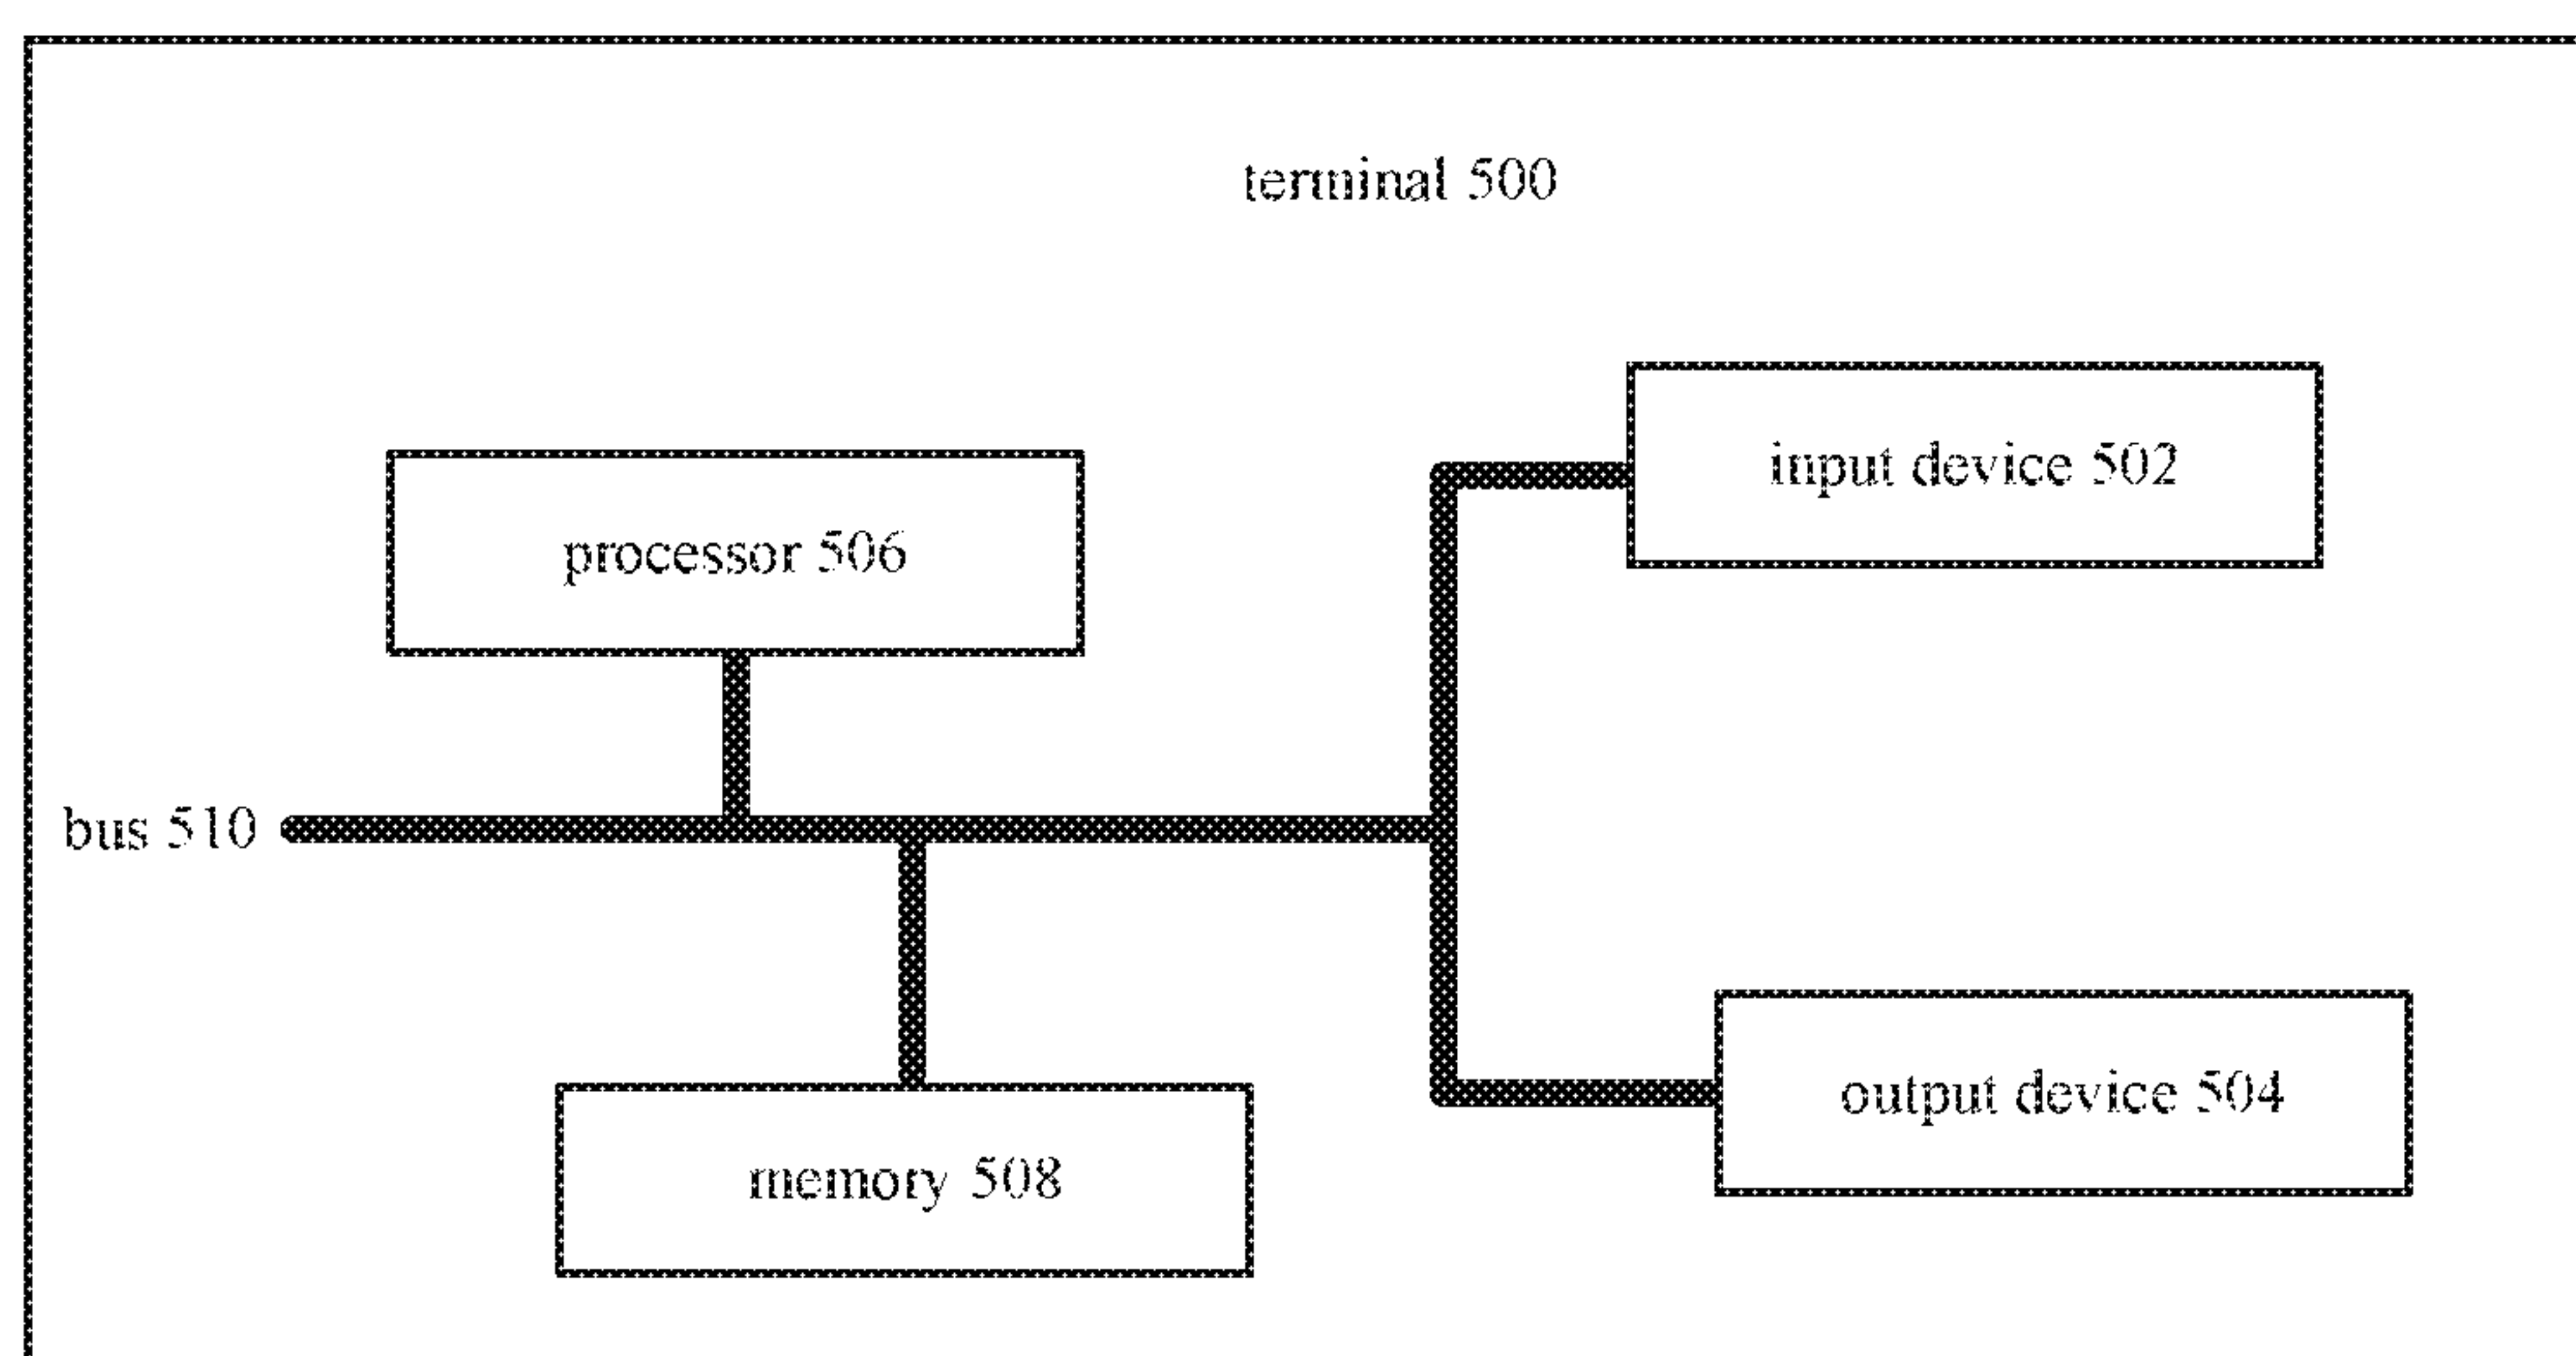 terminal 500
input device 502
processor 506
bus 510
output device 504
memory 508